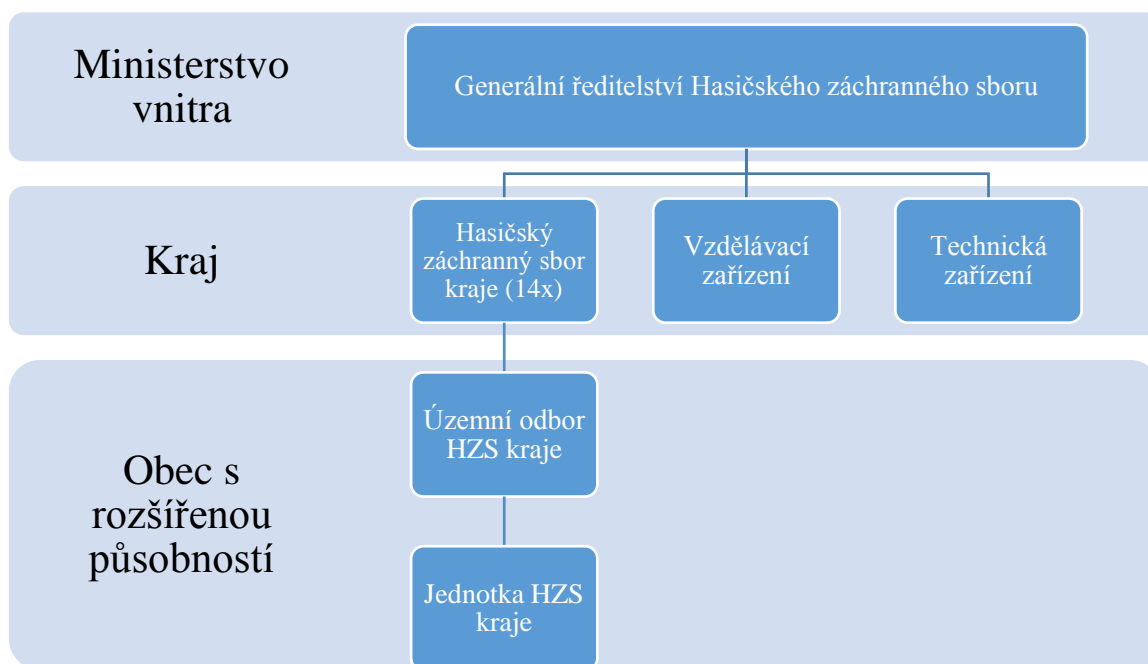 Ministerstvo
vnitra
Generální ředitelství Hasičského záchranného sboru
Kraj
Hasičský
záchranný sbor
kraje (14x)
Vzdělávací
zařízení
Technická
zařízení
Obec s
rozšířenou
působností
Územní odbor
HZS kraje
Jednotka HZS
kraje